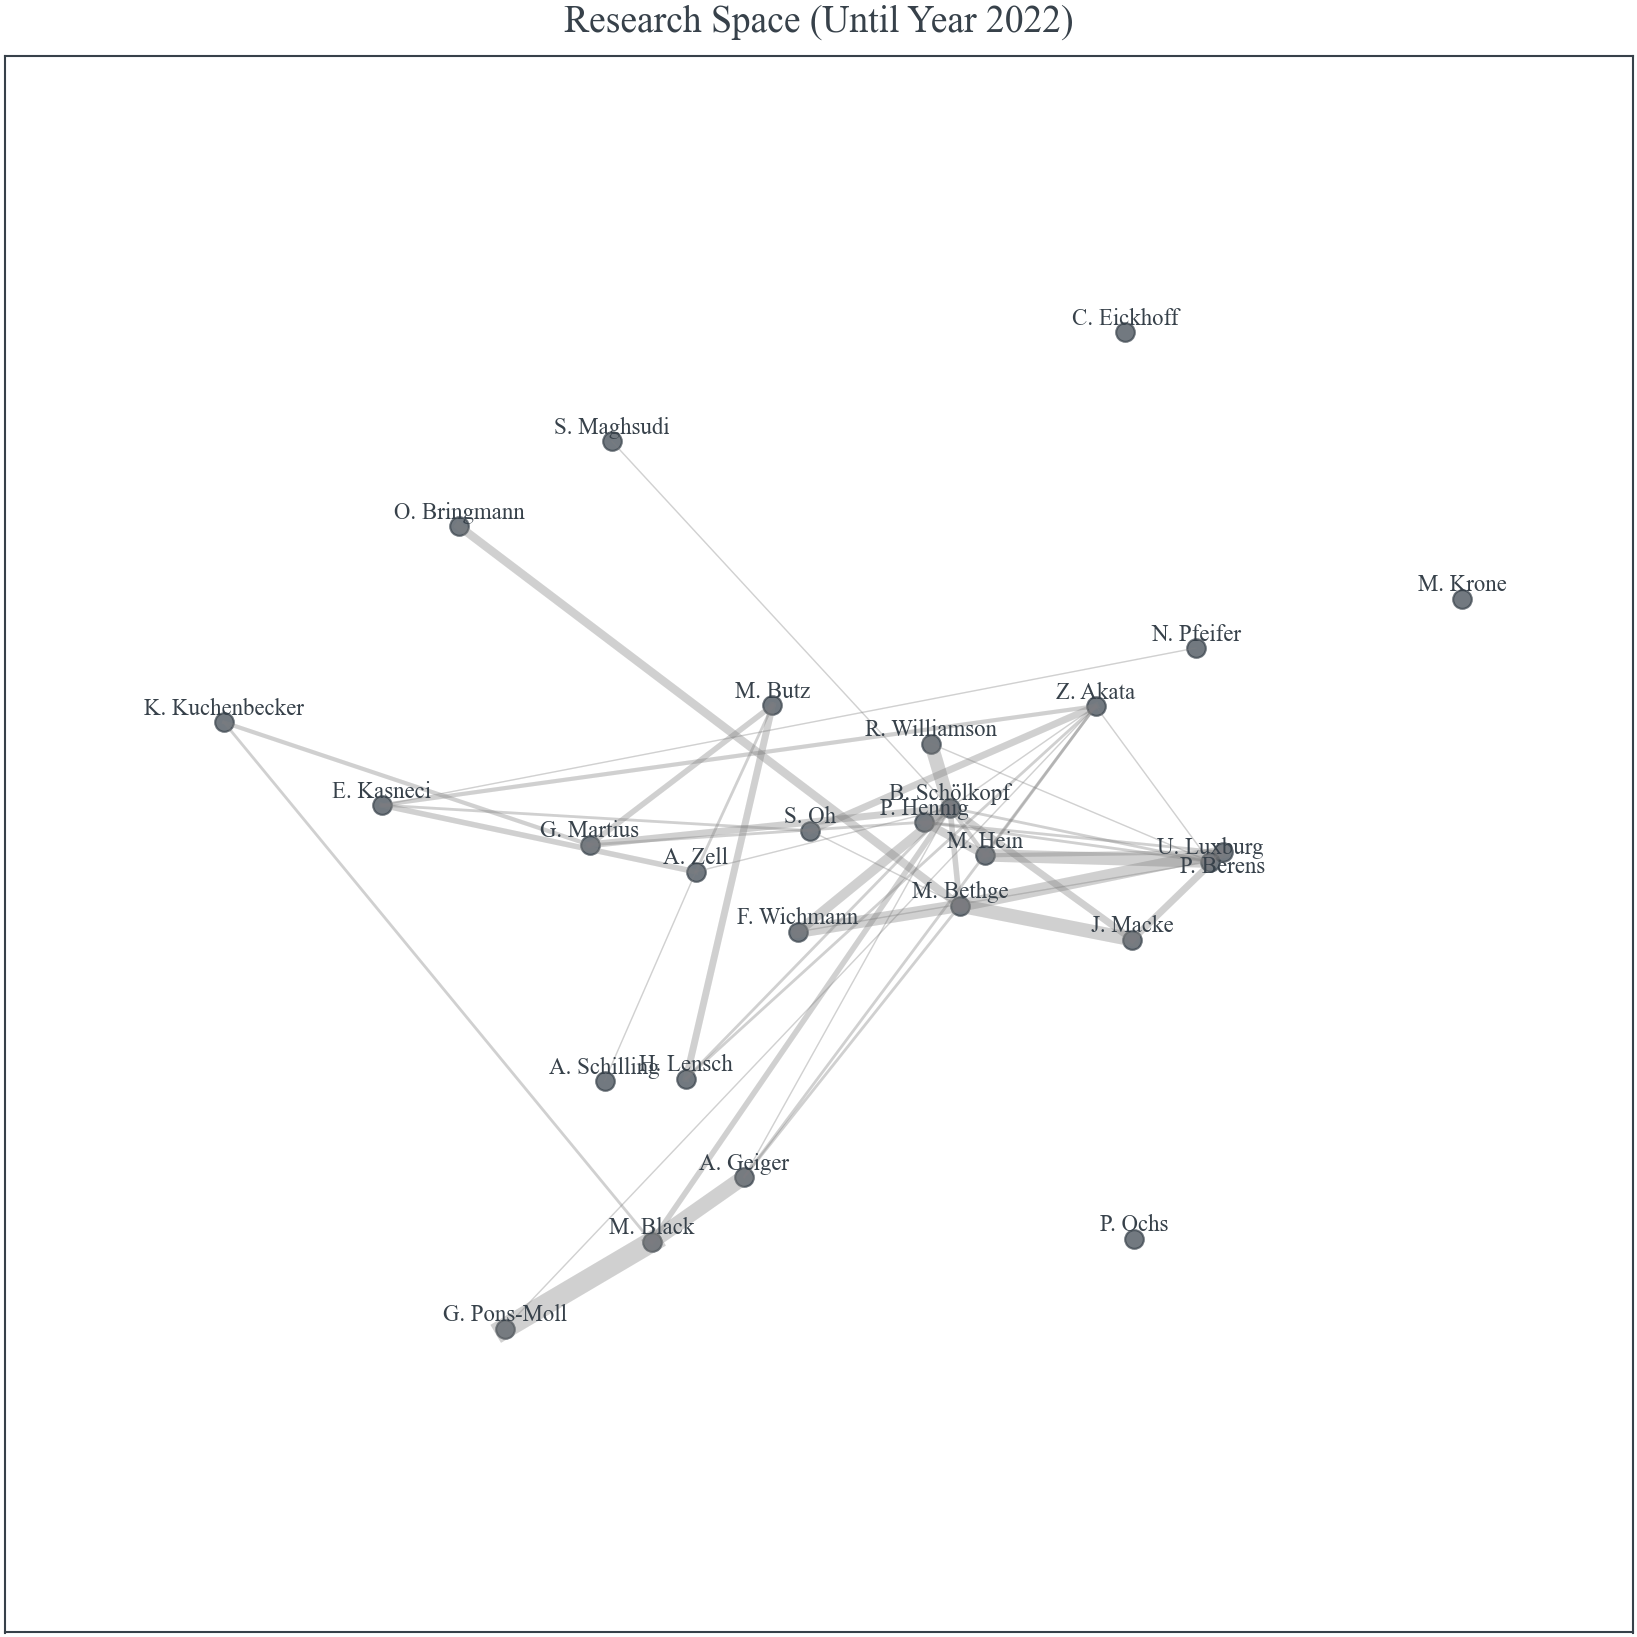 Research Space (Until Year 2022)
C. Eickhoff
S. Maghsudi
O. Bringmann
M. Krone
N. Pfeifer
M. Butz
Z. Akata
K. Kuchenbecker
R. Williamson
E. Kasneci
B. Schölkopf
P. Hennig
S. Oh
G. Martius
M. Hein
U. Luxburg
A. Zell
P. Berens
M. Bethge
F. Wichmann
J. Macke
A. Schilling
H. Lensch
A. Geiger
M. Black
P. Ochs
G. Pons-Moll